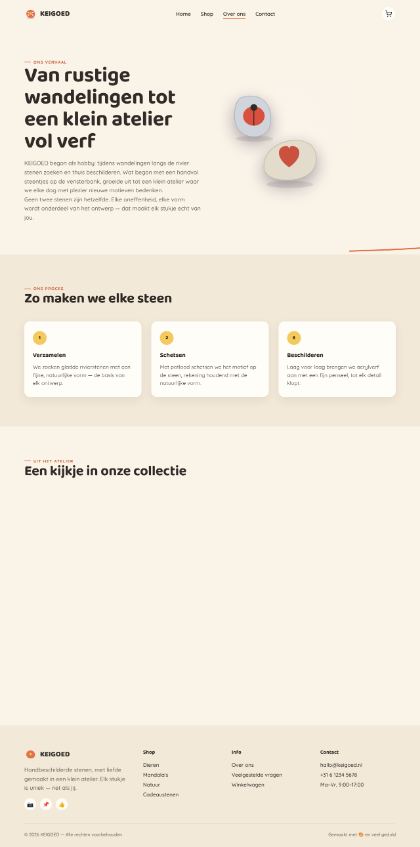 KEIGOED
Home Shop Over ons Contact
ONS VERHAAL
Van rustige
wandelingen tot
een klein atelier
vol verf
KEIGOED begon als hobby: tijdens wandelingen langs de rivier
stenen zoeken en thuis beschilderen. Wat begon met een handvol
steentjes op de vensterbank, groeide uit tot een klein atelier waar
we elke dag met plezier nieuwe motieven bedenken.
Geen twee stenen zijn hetzelfde. Elke oneffenheid, elke vorm
wordt onderdeel van het ontwerp — dat maakt elk stukje echt van
jou.
ONS PROCES
Zo maken we elke steen
1
Verzamelen
We zoeken gladde rivierstenen met een
fijne, natuurlijke vorm — de basis van
elk ontwerp.
2
Schetsen
Met potlood schetsen we het motief op
de steen, rekening houdend met de
natuurlijke vorm.
3
Beschilderen
Laag voor laag brengen we acrylverf
aan met een fijn penseel, tot elk detail
klopt.
UIT HET ATELIER
Een kijkje in onze collectie
KEIGOED
Handbeschilderde stenen, met liefde
gemaakt in een klein atelier. Elk stukje
is uniek — net als jij.
Shop
Dieren
Mandala's
Natuur
Cadeaustenen
Info
Over ons
Veelgestelde vragen
Winkelwagen
Contact
hallo@keigoed.nl
+31 6 1234 5678
Ma–Vr, 9:00–17:00
© 2026 KEIGOED — Alle rechten voorbehouden
Gemaakt met 🎨 en veel geduld